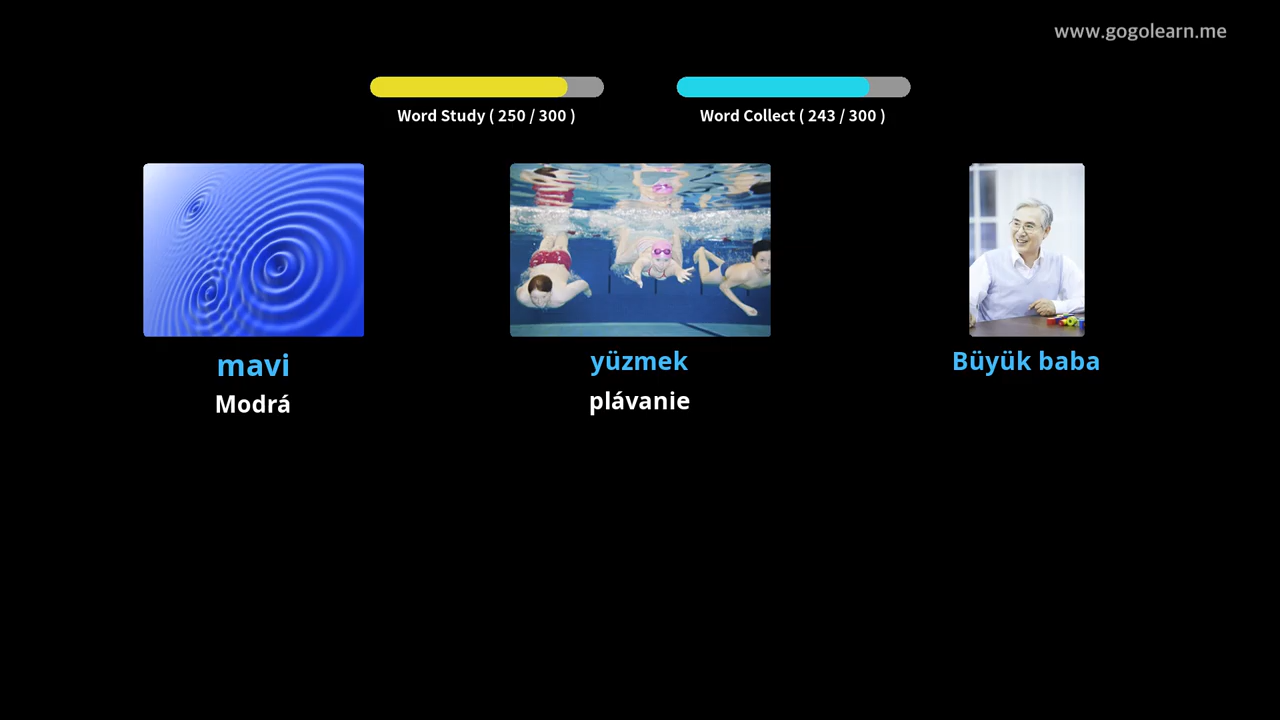 www.gogolearn.me
Word Study ( 250 / 300 )
Word Collect ( 243 / 300 )
mavi
Modrá
yüzmek
plávanie
Büyük baba